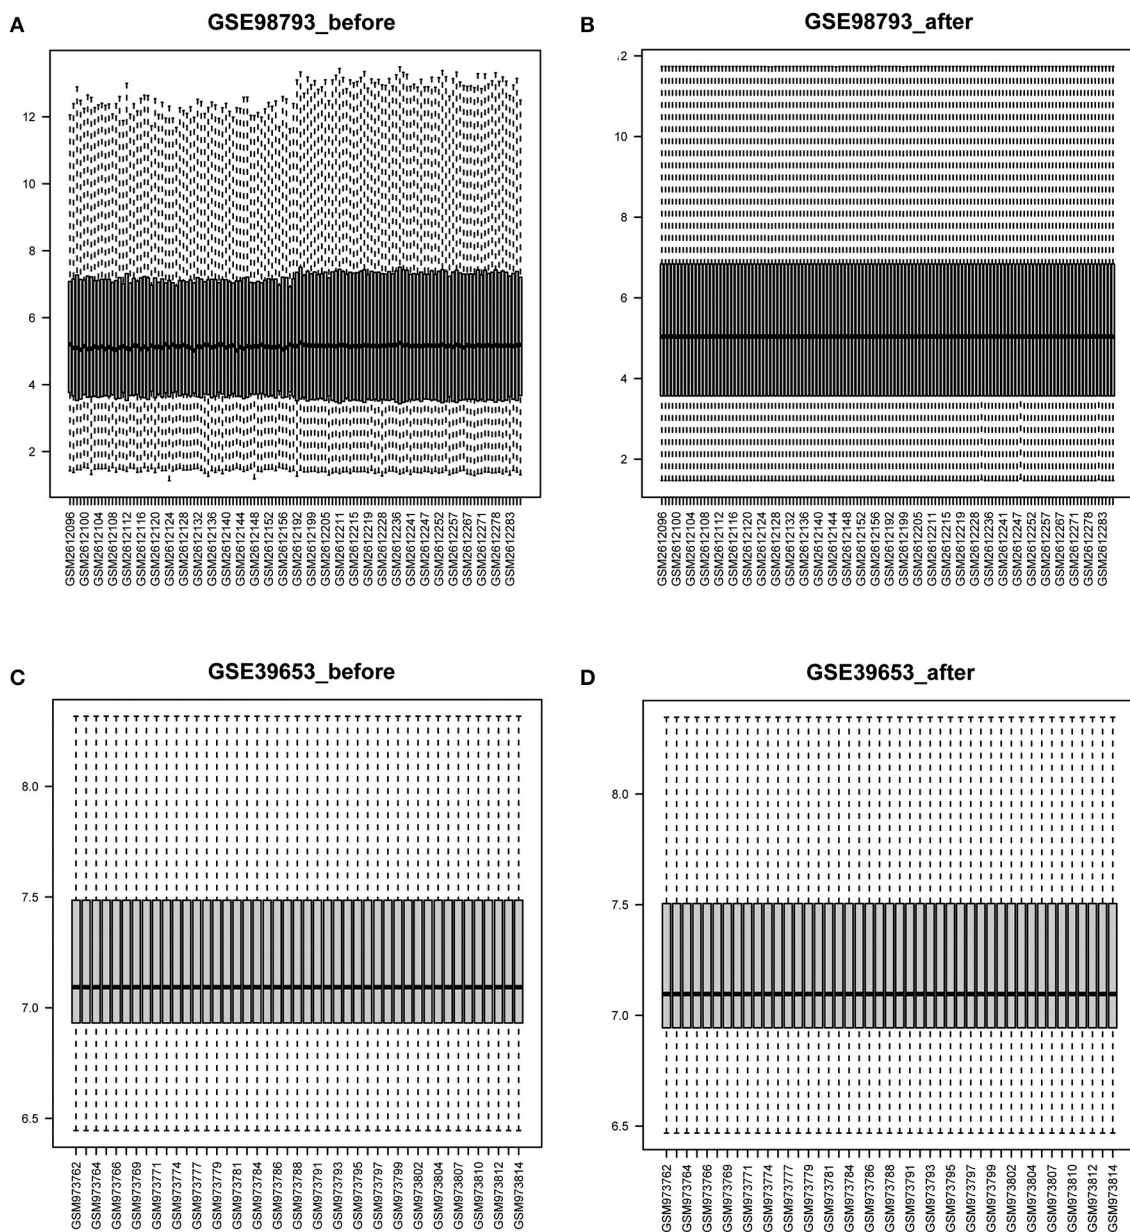 A
GSE98793_before
B
GSE98793_after
12
10
8
6
4
2
GSM2612096
GSM2612100
GSM2612104
GSM2612108
GSM2612112
GSM2612116
GSM2612120
GSM2612124
GSM2612128
GSM2612132
GSM2612136
GSM2612140
GSM2612144
GSM2612148
GSM2612152
GSM2612156
GSM2612192
GSM2612199
GSM2612205
GSM2612211
GSM2612215
GSM2612219
GSM2612228
GSM2612236
GSM2612241
GSM2612247
GSM2612252
GSM2612257
GSM2612267
GSM2612271
GSM2612278
GSM2612283
12
10
8
6
4
2
GSM2612096
GSM2612100
GSM2612104
GSM2612108
GSM2612112
GSM2612116
GSM2612120
GSM2612124
GSM2612128
GSM2612132
GSM2612136
GSM2612140
GSM2612144
GSM2612148
GSM2612152
GSM2612156
GSM2612192
GSM2612199
GSM2612205
GSM2612211
GSM2612215
GSM2612219
GSM2612228
GSM2612236
GSM2612241
GSM2612247
GSM2612252
GSM2612257
GSM2612267
GSM2612271
GSM2612278
GSM2612283
C
GSE39653_before
D
GSE39653_after
8.0
7.5
7.0
6.5
GSM973762
GSM973764
GSM973766
GSM973769
GSM973771
GSM973774
GSM973777
GSM973779
GSM973781
GSM973784
GSM973786
GSM973788
GSM973791
GSM973793
GSM973795
GSM973797
GSM973799
GSM973802
GSM973804
GSM973807
GSM973810
GSM973812
GSM973814
8.0
7.5
7.0
6.5
GSM973762
GSM973764
GSM973766
GSM973769
GSM973771
GSM973774
GSM973777
GSM973779
GSM973781
GSM973784
GSM973786
GSM973788
GSM973791
GSM973793
GSM973795
GSM973797
GSM973799
GSM973802
GSM973804
GSM973807
GSM973810
GSM973812
GSM973814